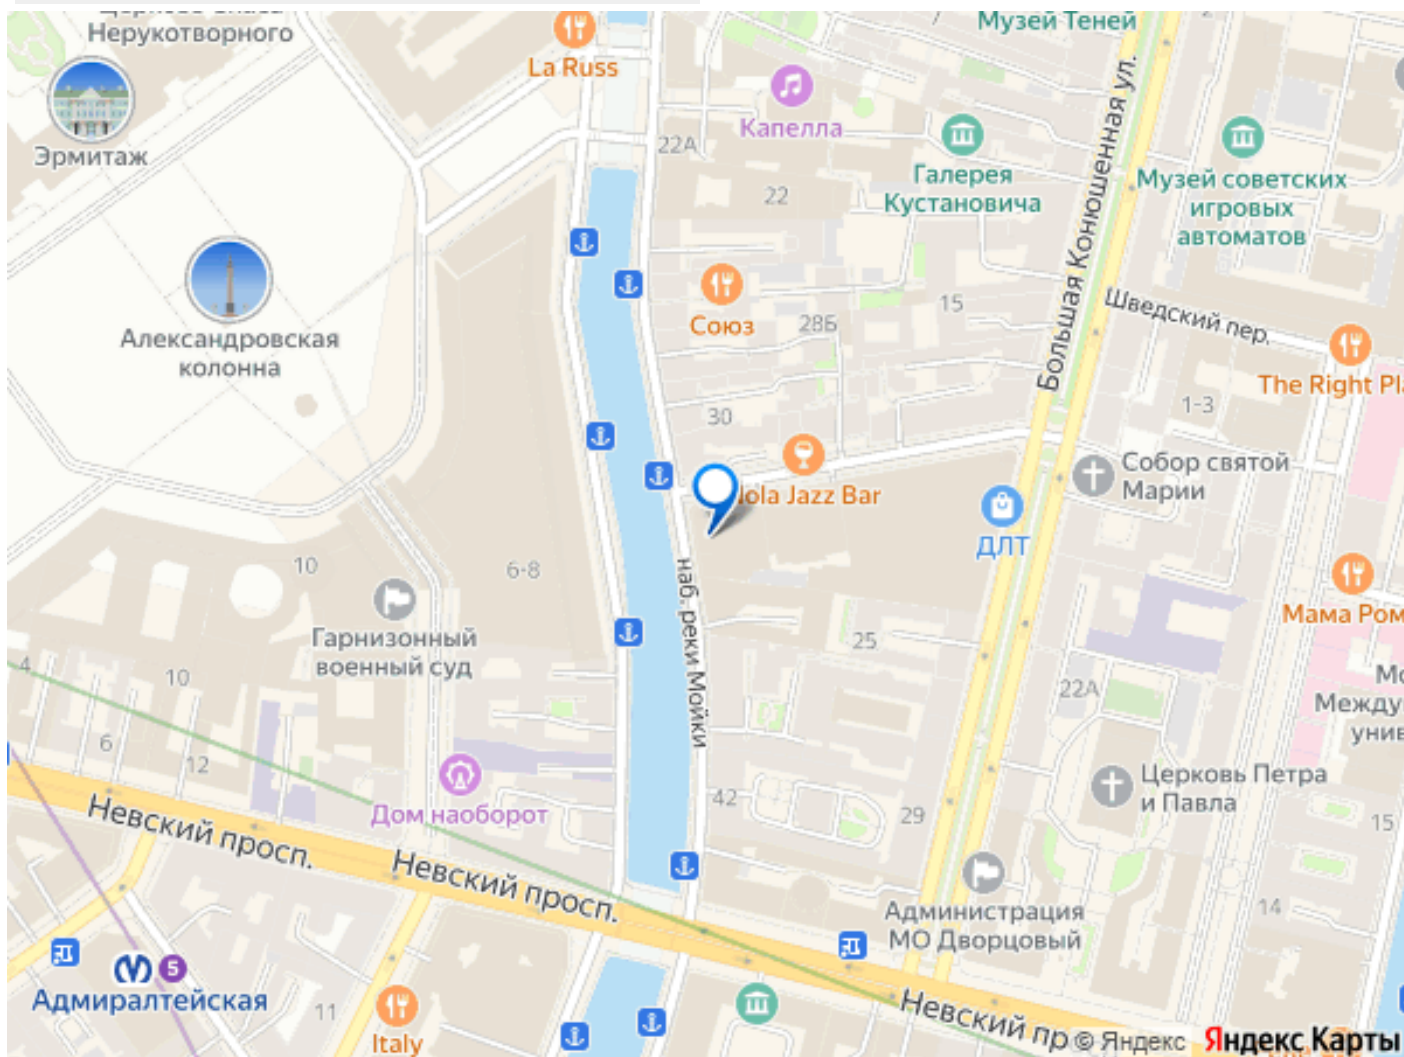 Нерукотворного
Музей Теней
La Russ
7
Капелла
Эрмитаж
22А
Галерея
Кустановича
22
Музей советских
игровых
автоматов
Большая Конюшенная ул.
Александровская
колонна
Союз
28Б
15
Шведский пер.
The Right Pl
30
1-3
Nola Jazz Bar
Собор святой
Марии
ДЛТ
10
6-8
наб. реки Мойки
Гарнизонный
военный суд
25
Мама Ром
4
10
22А
Между
унив
6
12
Дом наоборот
42
29
Церковь Петра
и Павла
15
Невский просп.
Невский просп.
Администрация
МО Дворцовый
14
5
Адмиралтейская
11
Italy
Невский пр
© Яндекс Яндекс Карты